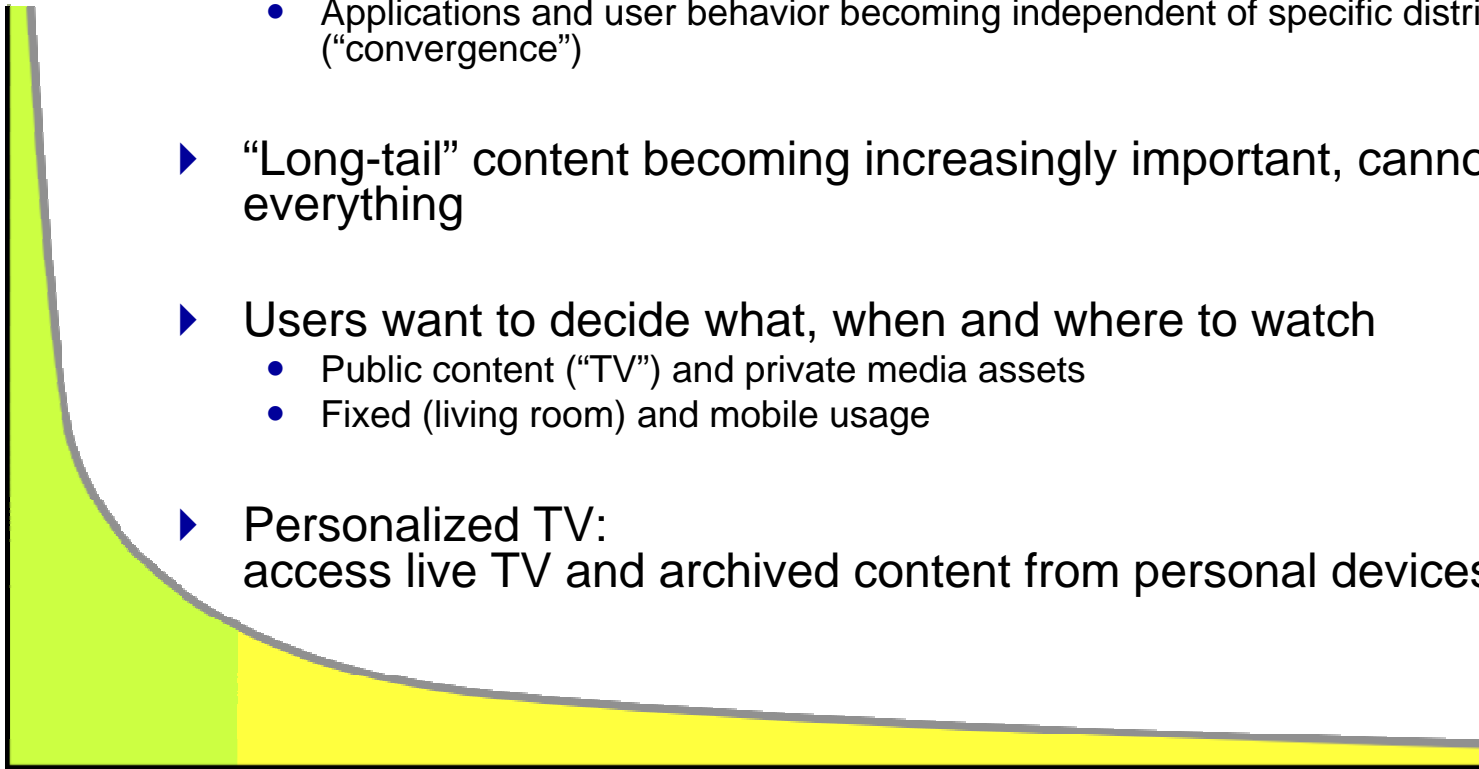 • Applications and user behavior becoming independent of specific
(“convergence”)
“Long-tail” content becoming increasingly important,
everything
Users want to decide what, when and where to watch
• Public content (“TV”) and private media assets
• Fixed (living room) and mobile usage
Personalized TV:
access live TV and archived content from personal devices